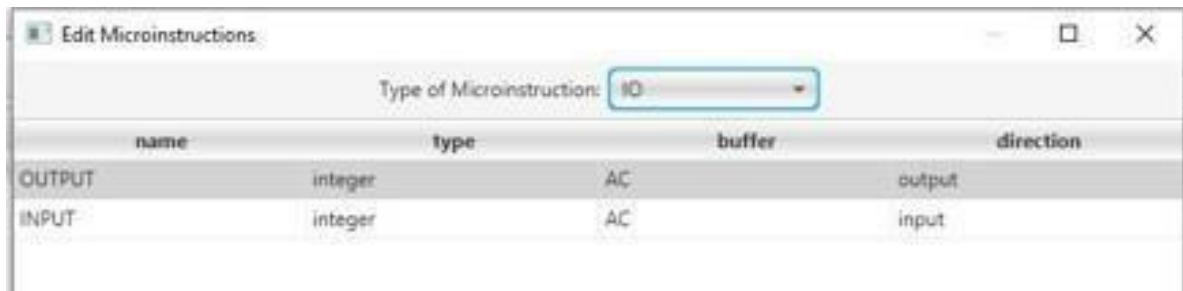 Edit Microinstructions
Type of Microinstruction: IO
name type buffer direction
OUTPUT integer AC output
INPUT integer AC input